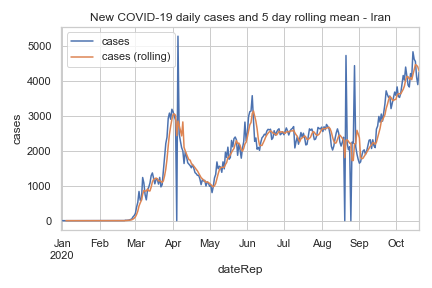 New COVID-19 daily cases and 5 day rolling mean - Iran
cases
cases (rolling)
cases
5000
4000
3000
2000
1000
0
Jan Feb Mar Apr May Jun Jul Aug Sep Oct
2020
dateRep